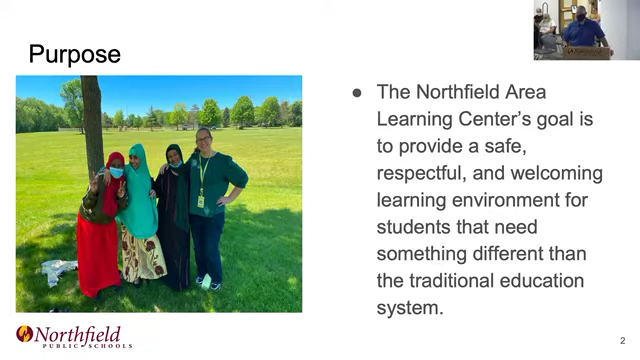 Purpose
● The Northfield Area
Learning Center's goal is
to provide a safe,
respectful, and welcoming
learning environment for
students that need
something different than
the traditional education
system.
Northfield
PUBLIC SCHOOLS
2